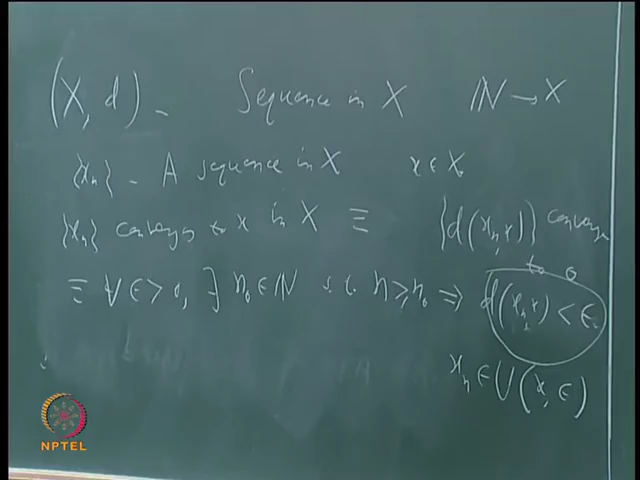 (X, d) - Sequence in X ℕ → X
{xₙ} - A sequence in X x ∈ X
{xₙ} converges to x in X ≡ {d(xₙ, x)} converges to 0
≡ ∀ ε > 0, ∃ n₀ ∈ ℕ s.t. n ≥ n₀ ⇒ d(xₙ, x) < ε
xₙ ∈ U(x, ε)
NPTEL